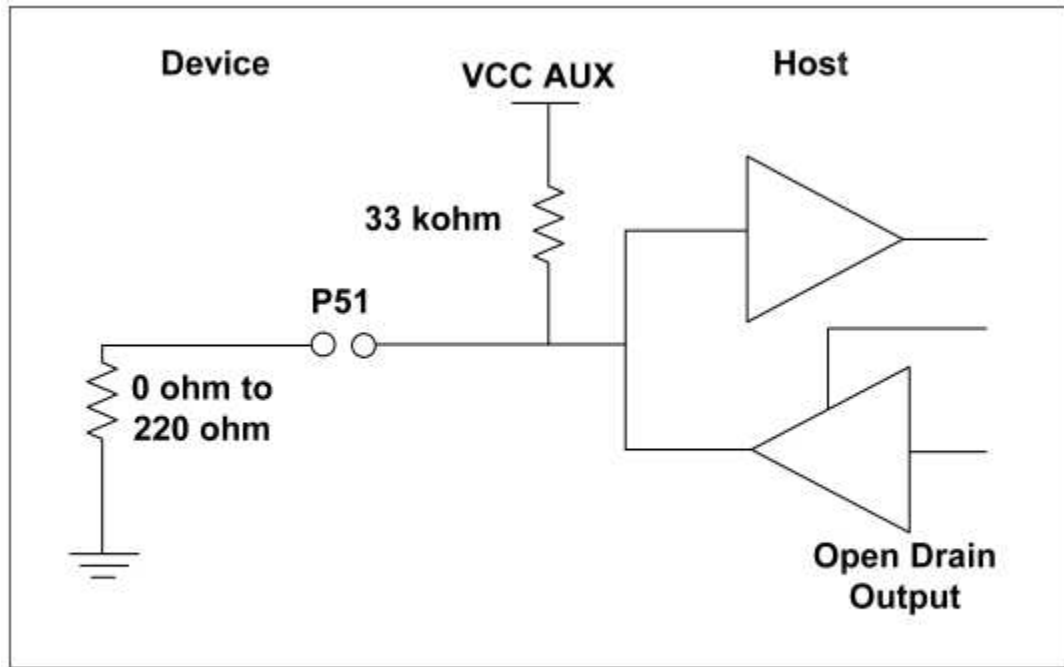 Device
VCC AUX
Host
33 kohm
P51
0 ohm to
220 ohm
Open Drain
Output